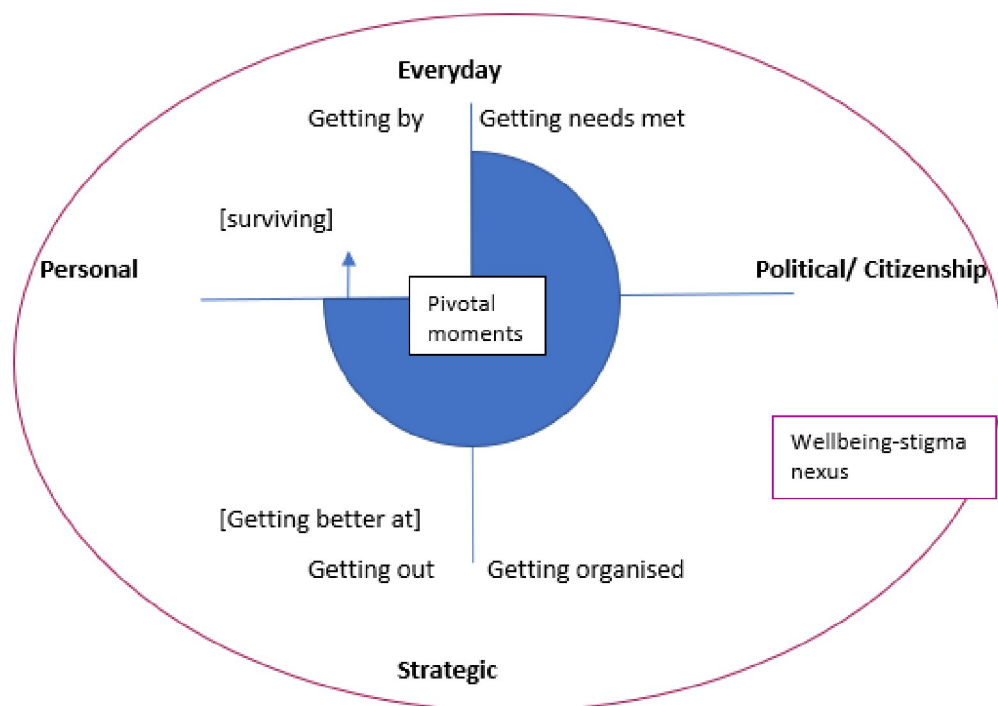 Everyday
Getting by
Getting needs met
[surviving]
Personal
Political/ Citizenship
Pivotal
moments
Wellbeing-stigma
nexus
[Getting better at]
Getting out
Getting organised
Strategic